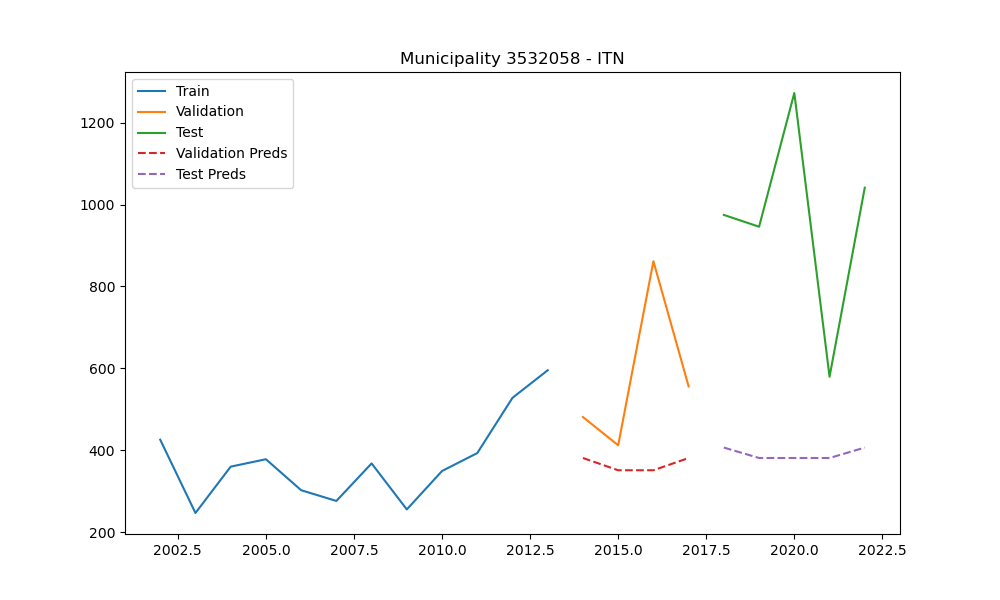 Municipality 3532058 - ITN
Train
Validation
Test
Validation Preds
Test Preds
1200
1000
800
600
400
200
2002.5 2005.0 2007.5 2010.0 2012.5 2015.0 2017.5 2020.0 2022.5